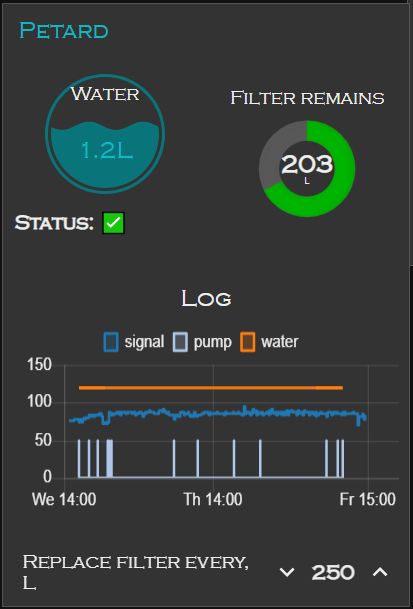 Petard
Water
1.2L
Filter remains
203
L
Status:
Log
signal pump water
150
100
50
0
We 14:00 Th 14:00 Fr 15:00
Replace filter every,
L
250